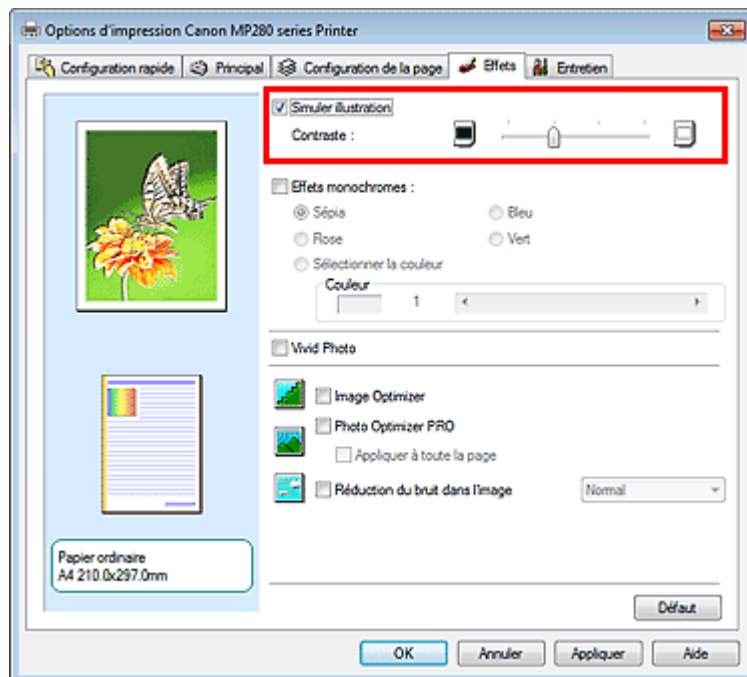 Options d'impression Canon MP280 series Printer
Configuration rapide Principal Configuration de la page Effets Entretien
Simuler illustration
Contraste :
Effets monochromes :
Sépia Bleu
Rose Vert
Sélectionner la couleur
Couleur
1
Vivid Photo
Image Optimizer
Photo Optimizer PRO
Appliquer à toute la page
Réduction du bruit dans l'image Normal
Papier ordinaire
A4 210.0x297.0mm
Défaut
OK Annuler Appliquer Aide